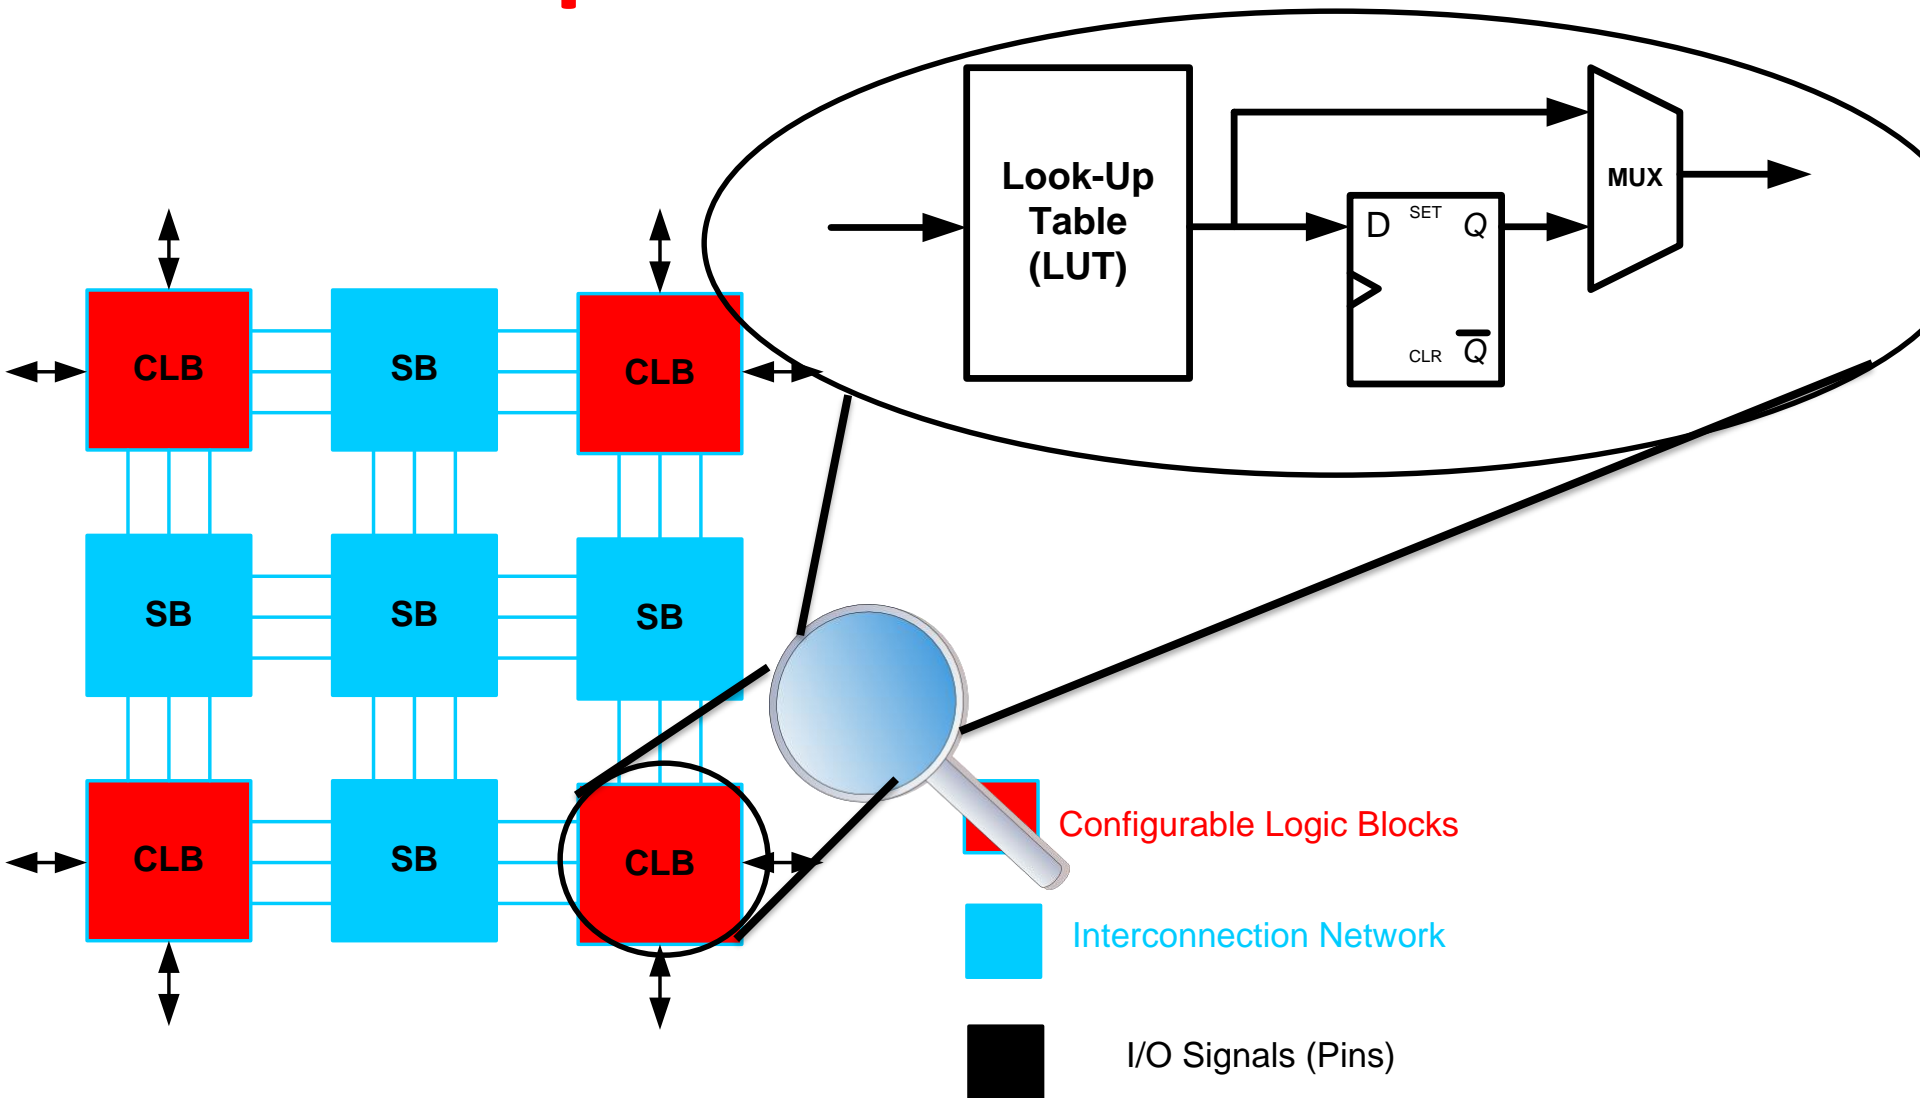 Look-Up
Table
(LUT)
D SET Q
CLR Q
MUX
CLB SB CLB
SB SB SB
CLB SB CLB
Configurable Logic Blocks
Interconnection Network
I/O Signals (Pins)